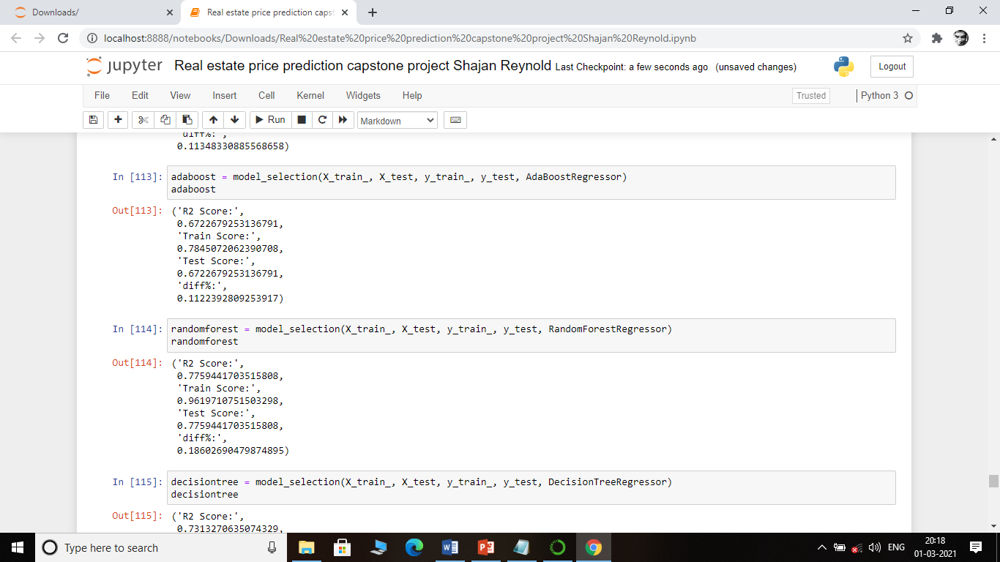 Downloads/
Real estate price prediction capst
localhost:8888/notebooks/Downloads/Real%20estate%20price%20prediction%20capstone%20project%20Shajan%20Reynold.ipynb
jupyter Real estate price prediction capstone project Shajan Reynold Last Checkpoint: a few seconds ago (unsaved changes)
Logout
File Edit View Insert Cell Kernel Widgets Help
Trusted Python 3
Run Markdown
'diff%:',
0.11348330885568658)
In [113]: adaboost = model_selection(X_train_, X_test, y_train_, y_test, AdaBoostRegressor)
adaboost
Out[113]: ('R2 Score:',
0.6722679253136791,
'Train Score:',
0.7845072062390708,
'Test Score:',
0.6722679253136791,
'diff%:',
0.1122392809253917)
In [114]: randomforest = model_selection(X_train_, X_test, y_train_, y_test, RandomForestRegressor)
randomforest
Out[114]: ('R2 Score:',
0.7759441703515808,
'Train Score:',
0.9619710751503298,
'Test Score:',
0.7759441703515808,
'diff%:',
0.18602690479874895)
In [115]: decisiontree = model_selection(X_train_, X_test, y_train_, y_test, DecisionTreeRegressor)
decisiontree
Out[115]: ('R2 Score:',
0.7313270635074329,
Type here to search
ENG
20:18
01-03-2021